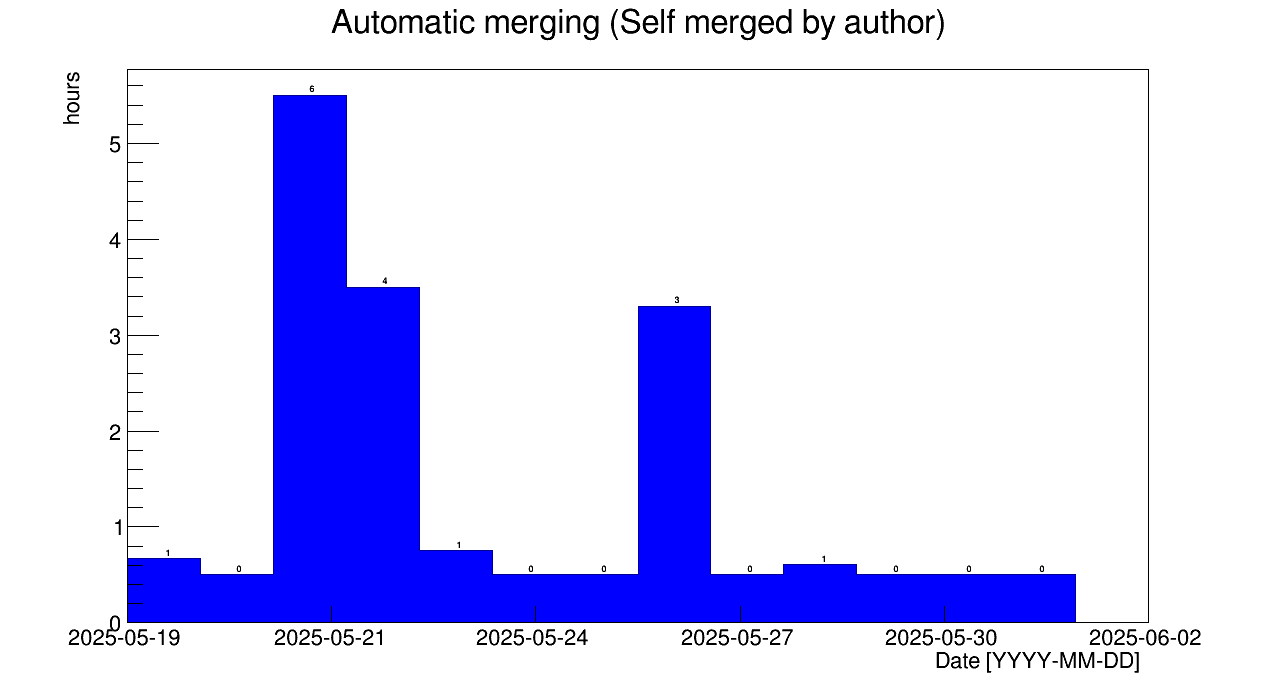 Automatic merging (Self merged by author)
hours
6
5
4
4
3
3
2
1
1
1
1
0 0 0 0 0 0 0
0
2025-05-19 2025-05-21 2025-05-24 2025-05-27 2025-05-30 2025-06-02
Date [YYYY-MM-DD]